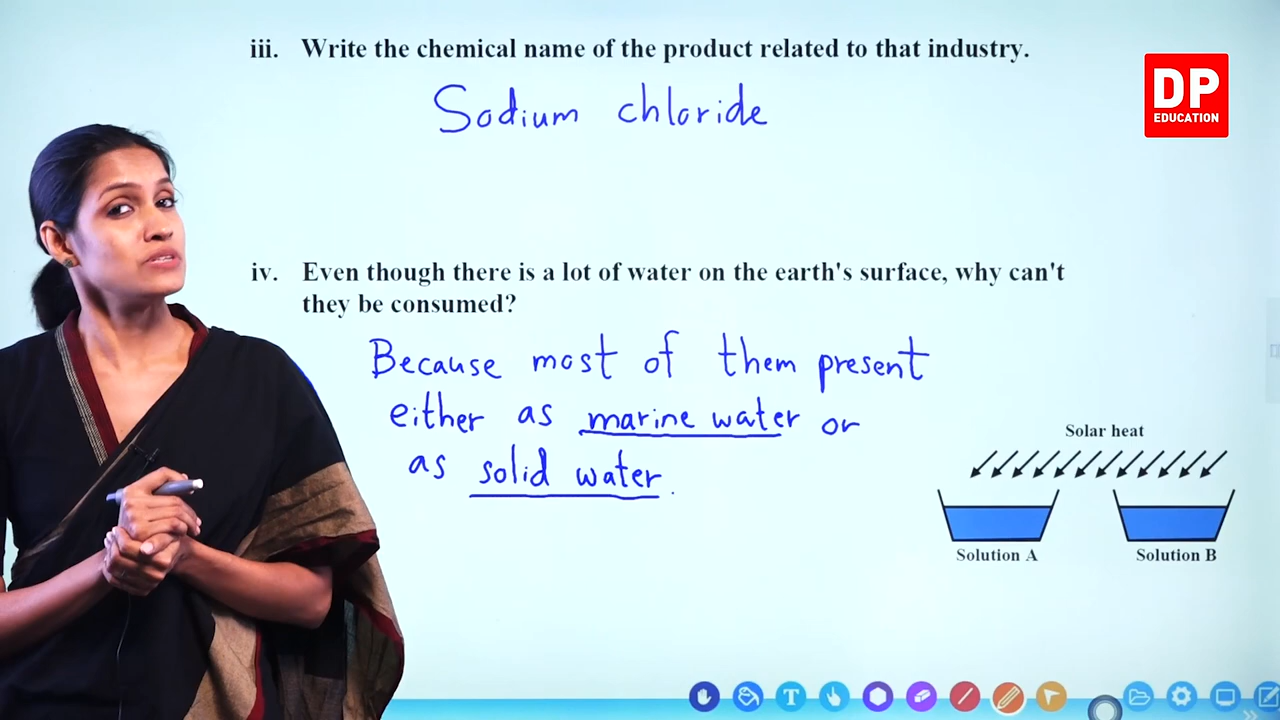 iii. Write the chemical name of the product related to that industry.
Sodium chloride
DP
EDUCATION
iv. Even though there is a lot of water on the earth's surface, why can't
they be consumed?
Because most of them present
either as marine water or
as solid water.
Solar heat
Solution A
Solution B
T